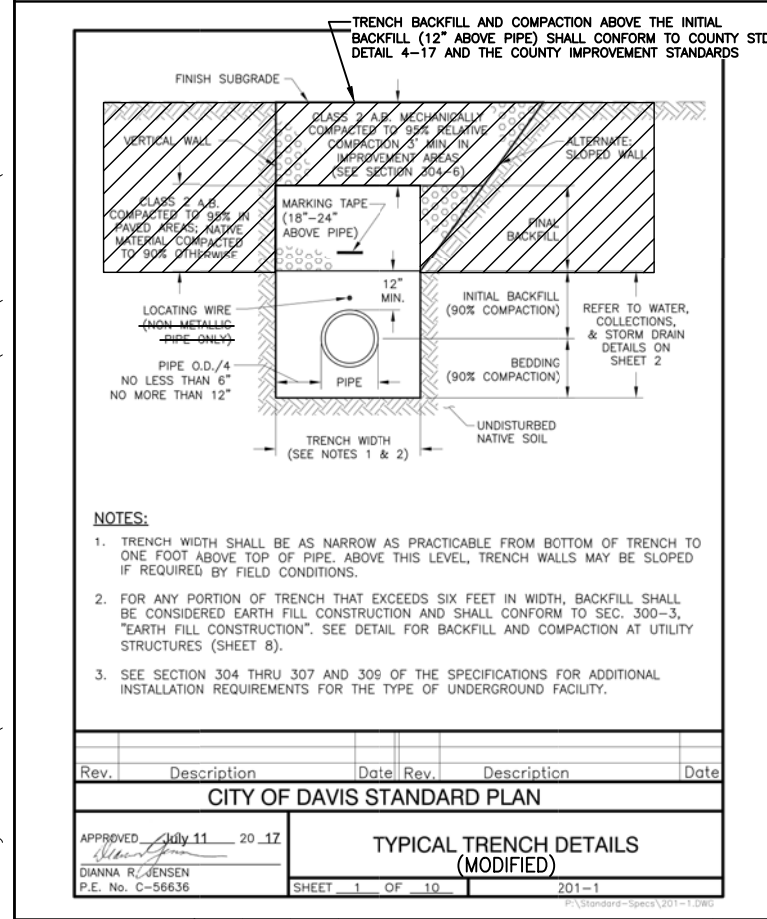 TRENCH BACKFILL AND COMPACTION ABOVE THE INITIAL
BACKFILL (12" ABOVE PIPE) SHALL CONFORM TO COUNTY STD
DETAIL 4-17 AND THE COUNTY IMPROVEMENT STANDARDS
FINISH SUBGRADE
CLASS 2 A.B. MECHANICALLY
COMPACTED TO 95% RELATIVE
COMPACTION 3' MIN. IN
IMPROVEMENT AREAS
(SEE SECTION 304-6)
VERTICAL WALL
ALTERNATE:
SLOPED WALL
CLASS 2 A.B.
COMPACTED TO 95% IN
PAVED AREAS; NATIVE
MATERIAL COMPACTED
TO 90% OTHERWISE
MARKING TAPE
(18"-24"
ABOVE PIPE)
FINAL
BACKFILL
12"
MIN.
LOCATING WIRE
(NON METALLIC
PIPE ONLY)
INITIAL BACKFILL
(90% COMPACTION)
REFER TO WATER,
COLLECTIONS,
& STORM DRAIN
DETAILS ON
SHEET 2
PIPE O.D./4
NO LESS THAN 6"
NO MORE THAN 12"
PIPE
BEDDING
(90% COMPACTION)
UNDISTURBED
NATIVE SOIL
TRENCH WIDTH
(SEE NOTES 1 & 2)
NOTES:
1. TRENCH WIDTH SHALL BE AS NARROW AS PRACTICABLE FROM BOTTOM OF TRENCH TO
ONE FOOT ABOVE TOP OF PIPE. ABOVE THIS LEVEL, TRENCH WALLS MAY BE SLOPED
IF REQUIRED BY FIELD CONDITIONS.
2. FOR ANY PORTION OF TRENCH THAT EXCEEDS SIX FEET IN WIDTH, BACKFILL SHALL
BE CONSIDERED EARTH FILL CONSTRUCTION AND SHALL CONFORM TO SEC. 300-3,
"EARTH FILL CONSTRUCTION". SEE DETAIL FOR BACKFILL AND COMPACTION AT UTILITY
STRUCTURES (SHEET 8).
3. SEE SECTION 304 THRU 307 AND 309 OF THE SPECIFICATIONS FOR ADDITIONAL
INSTALLATION REQUIREMENTS FOR THE TYPE OF UNDERGROUND FACILITY.
Rev. Description Date Rev. Description Date
CITY OF DAVIS STANDARD PLAN
APPROVED July 11 20 17
DIANNA R. JENSEN
P.E. No. C-56636
TYPICAL TRENCH DETAILS
(MODIFIED)
SHEET 1 OF 10 201-1
P:\Standard-Specs\201-1.DWG